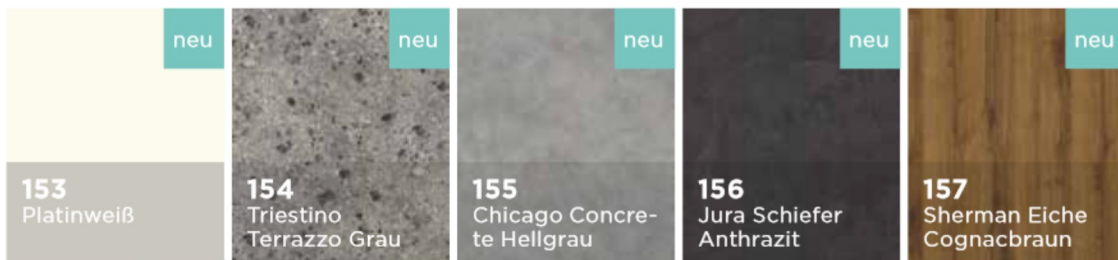 neu
neu
neu
neu
neu
153
Platinweiß
154
Triestino
Terrazzo Grau
155
Chicago Concre-
te Hellgrau
156
Jura Schiefer
Anthrazit
157
Sherman Eiche
Cognacbraun